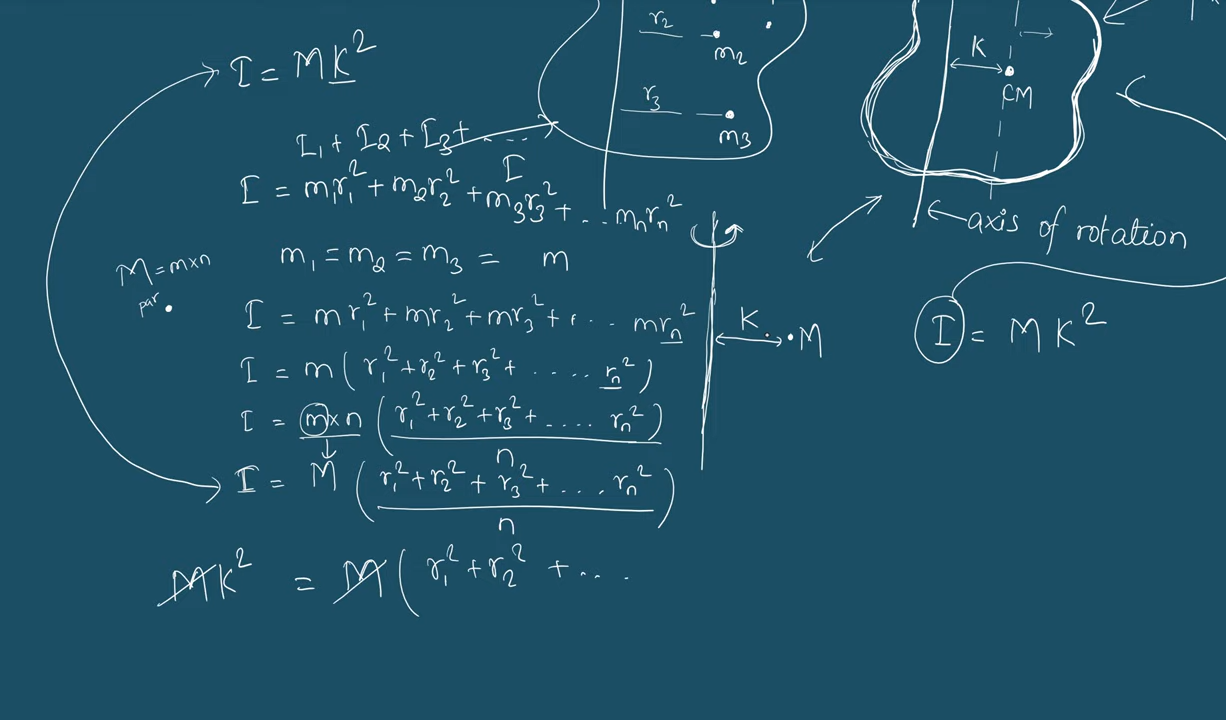 I = MK²
I₁ + I₂ + I₃ + ....
I
I = m₁r₁² + m₂r₂² + m₃r₃² + ... mₙrₙ²
m₁ = m₂ = m₃ = m
M = m×n
par
I = mr₁² + mr₂² + mr₃² + .... mrₙ²
I = m(r₁² + r₂² + r₃² + ..... rₙ²)
I = m×n (r₁² + r₂² + r₃² + .... rₙ²)
n
I = M (r₁² + r₂² + r₃² + .... rₙ²)
n
MK² = M(r₁² + r₂² + ....
r₂
m₂
r₃
m₃
K
M
K
CM
axis of rotation
I = MK²